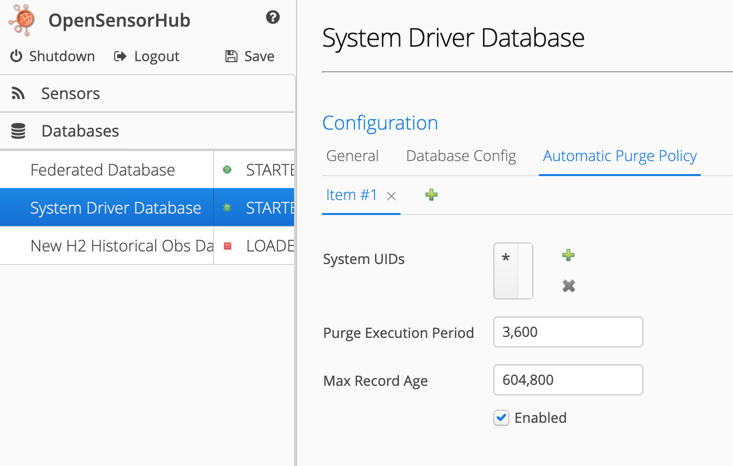 OpenSensorHub
Shutdown Logout Save
Sensors
Databases
Federated Database STARTE
System Driver Database STARTE
New H2 Historical Obs Da LOADE
System Driver Database
Configuration
General Database Config Automatic Purge Policy
Item #1
System UIDs *
Purge Execution Period 3,600
Max Record Age 604,800
Enabled